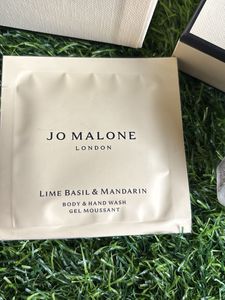 JO MALONE
LONDON
LIME BASIL & MANDARIN
BODY & HAND WASH
GEL MOUSSANT